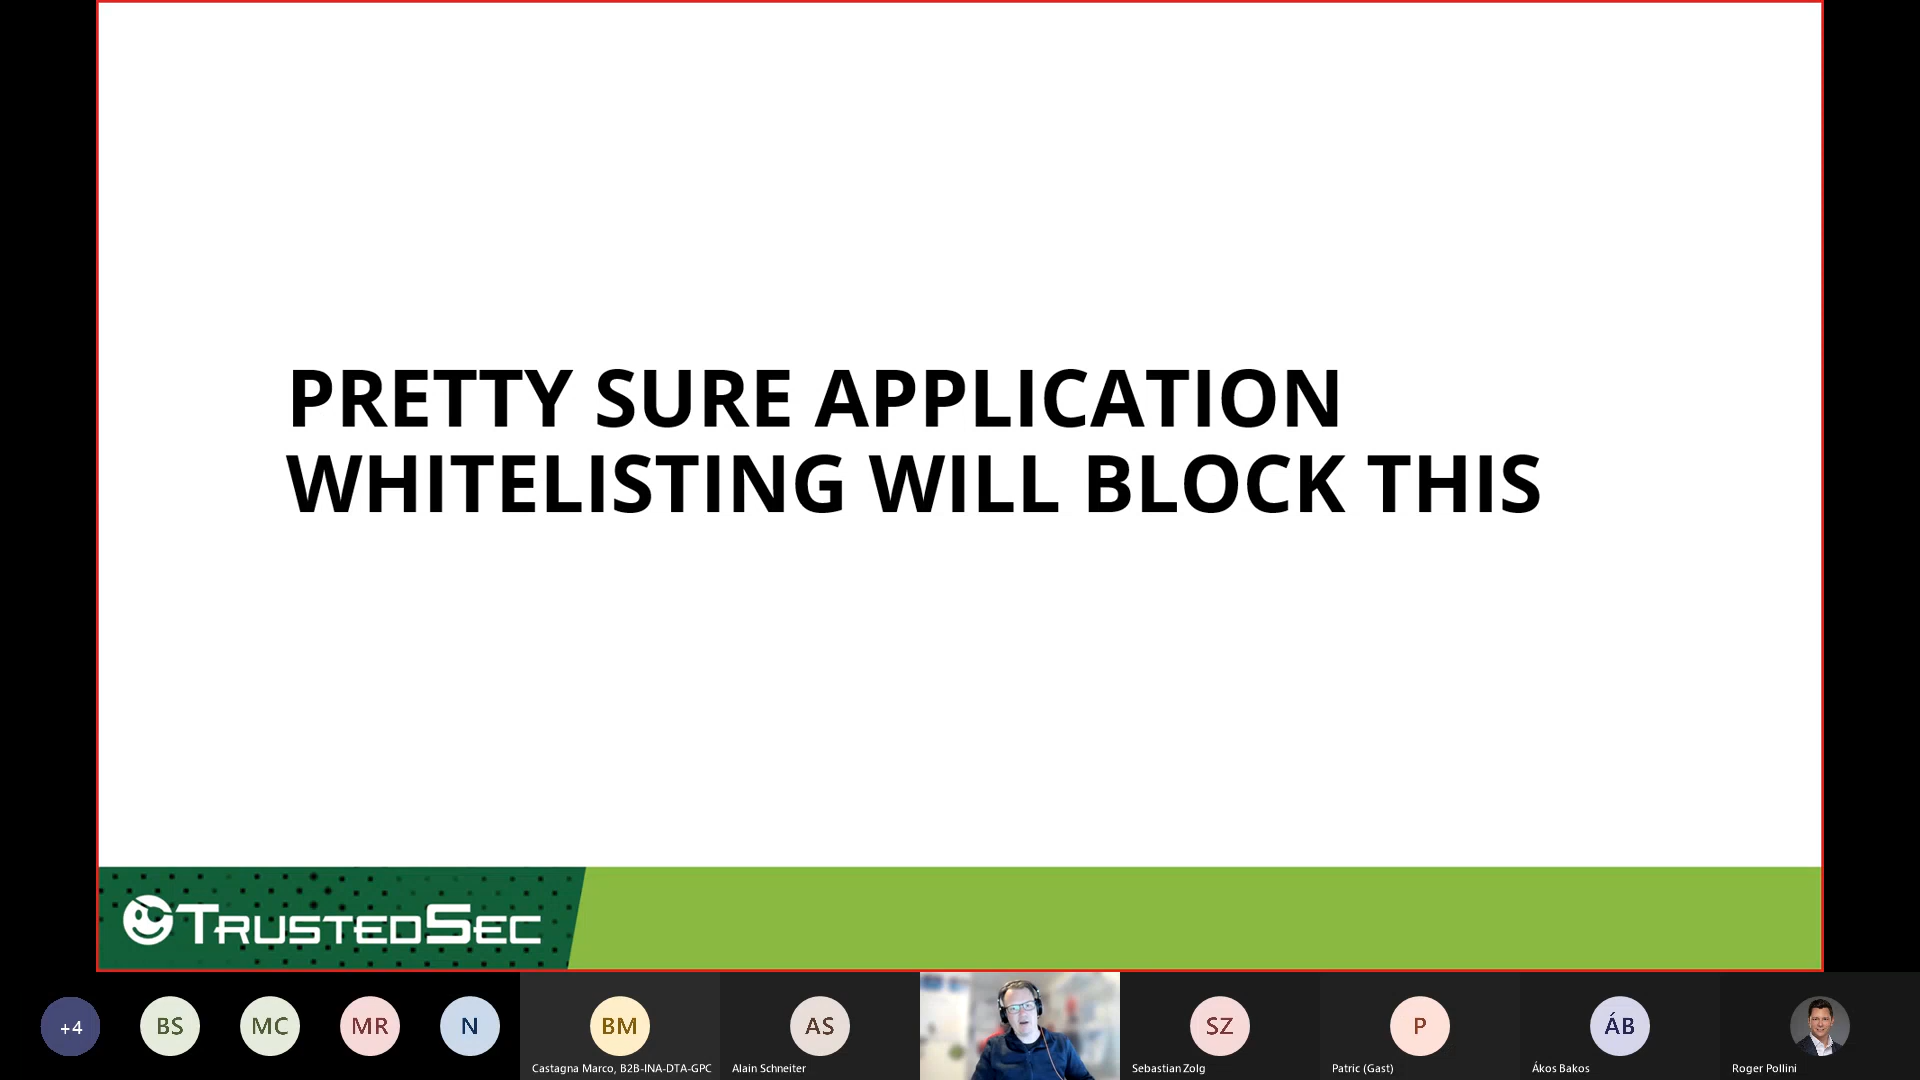 PRETTY SURE APPLICATION
WHITELISTING WILL BLOCK THIS
TRUSTEDSEC
+4
BS
MC
MR
N
BM
AS
SZ
P
ÁB
Castagna Marco, B2B-INA-DTA-GPC
Alain Schneiter
Sebastian Zolg
Patric (Gast)
Ákos Bakos
Roger Pollini